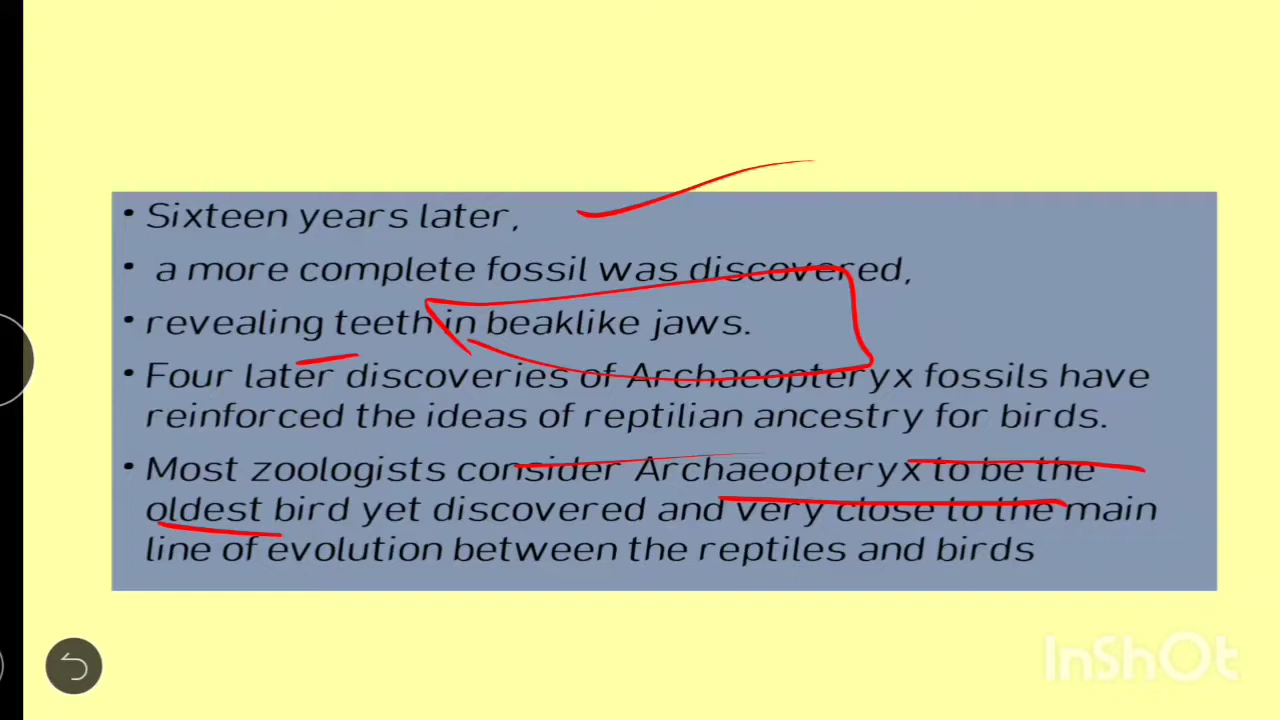 • Sixteen years later,
• a more complete fossil was discovered,
• revealing teeth in beaklike jaws.
• Four later discoveries of Archaeopteryx fossils have
reinforced the ideas of reptilian ancestry for birds.
• Most zoologists consider Archaeopteryx to be the
oldest bird yet discovered and very close to the main
line of evolution between the reptiles and birds
InShOt